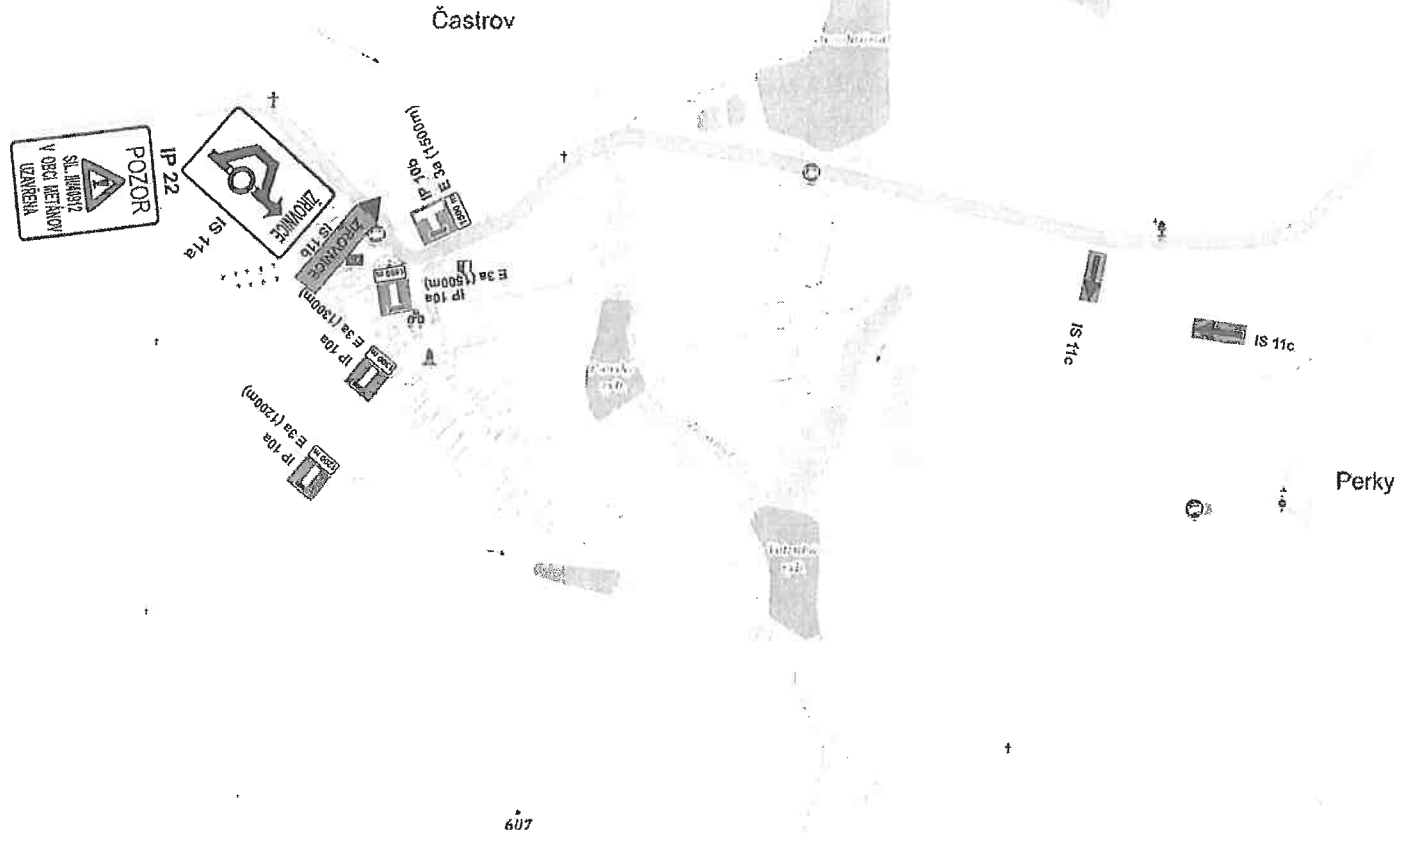 Častrov
POZOR
SIL. III/40912
V OBCI METÁNOV
UZAVŘENA
IP 22
ŽIROVNICE
IS 11a
ŽIROVNICE
IS 11b
E 3a (1500m)
IP 10b
1500 m
E 3a (1500m)
IP 10a
E 3a (1300m)
IP 10a
1300 m
E 3a (1200m)
IP 10a
1200 m
IS 11c
IS 11c
Perky
607